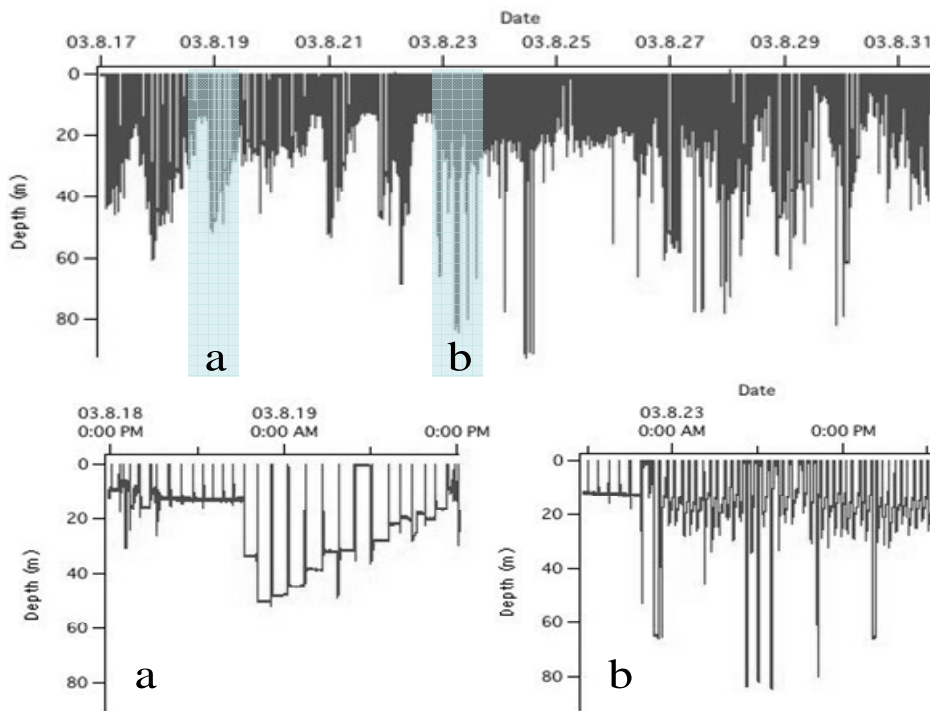 Date
03.8.17 03.8.19 03.8.21 03.8.23 03.8.25 03.8.27 03.8.29 03.8.31
0
20
40
60
80
Depth (m)
a b
03.8.18 03.8.19
0:00 PM 0:00 AM 0:00 PM
0
20
40
60
80
Depth (m)
a
Date
03.8.23
0:00 AM 0:00 PM
0
20
40
60
80
Depth (m)
b